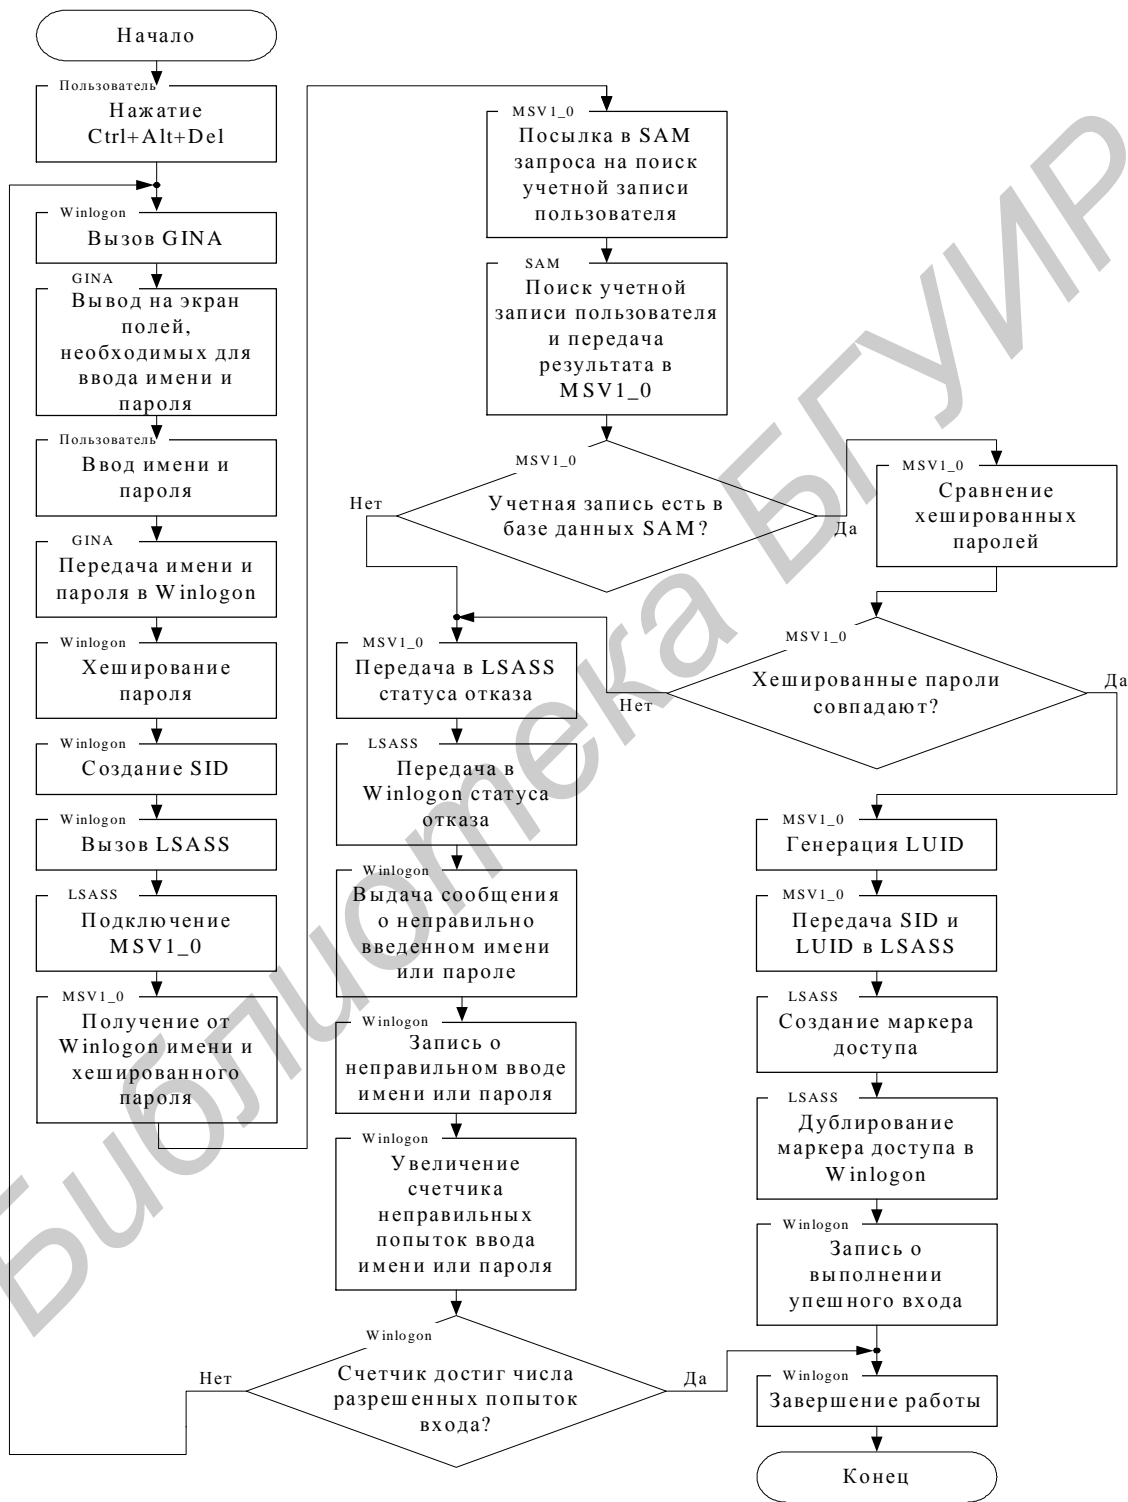 Начало
Пользователь
Нажатие
Ctrl+Alt+Del
Winlogon
Вызов GINA
GINA
Вывод на экран
полей,
необходимых для
ввода имени и
пароля
Пользователь
Ввод имени и
пароля
GINA
Передача имени и
пароля в Winlogon
Winlogon
Хеширование
пароля
Winlogon
Создание SID
Winlogon
Вызов LSASS
LSASS
Подключение
MSV1_0
MSV1_0
Получение от
Winlogon имени и
хешированного
пароля
MSV1_0
Посылка в SAM
запроса на поиск
учетной записи
пользователя
SAM
Поиск учетной
записи пользователя
и передача
результата в
MSV1_0
MSV1_0
Учетная запись есть в
базе данных SAM?
Нет
Да
MSV1_0
Сравнение
хешированных
паролей
MSV1_0
Хешированные пароли
совпадают?
Нет
Да
MSV1_0
Передача в LSASS
статуса отказа
LSASS
Передача в
Winlogon статуса
отказа
Winlogon
Выдача сообщения
о неправильно
введенном имени
или пароле
Winlogon
Запись о
неправильном вводе
имени или пароля
Winlogon
Увеличение
счетчика
неправильных
попыток ввода
имени или пароля
Winlogon
Счетчик достиг числа
разрешенных попыток
входа?
Нет
Да
MSV1_0
Генерация LUID
MSV1_0
Передача SID и
LUID в LSASS
LSASS
Создание маркера
доступа
LSASS
Дублирование
маркера доступа в
Winlogon
Winlogon
Запись о
выполнении
упешного входа
Winlogon
Завершение работы
Конец
Библиотека БГУИР